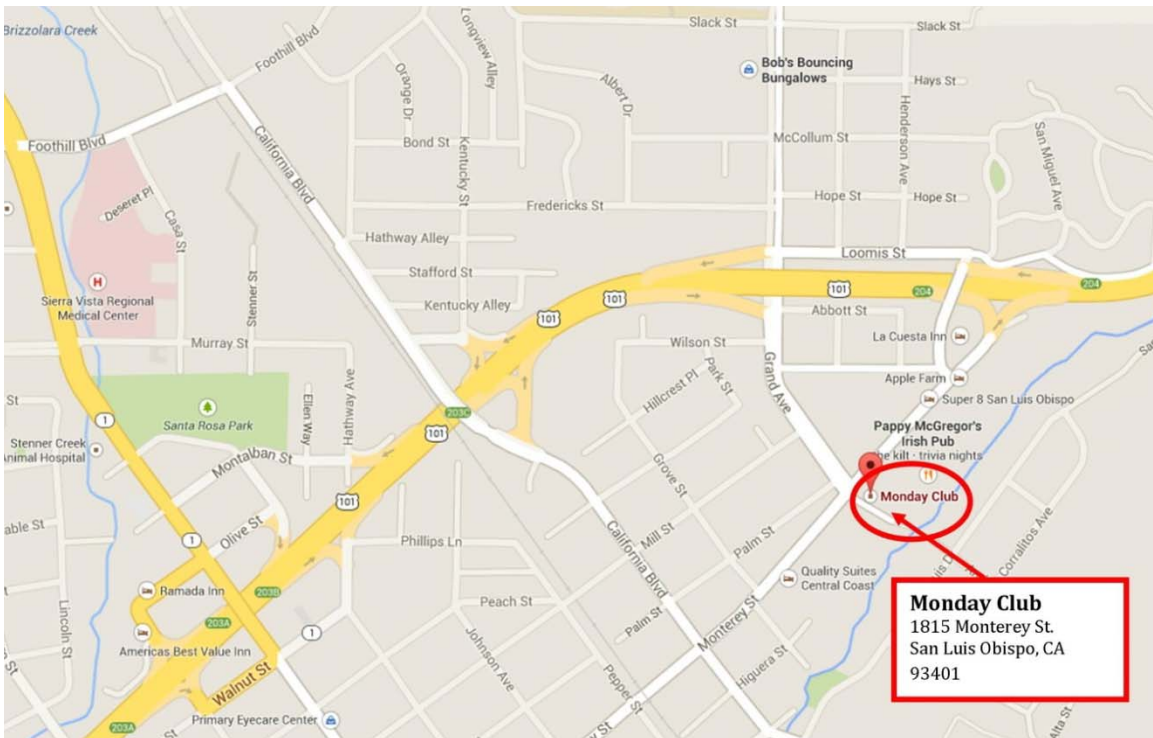 Brizzolara Creek
Foothill Blvd
Longview Alley
Slack St
Slack St
Orange Dr
Albert Dr
Bob's Bouncing
Bungalows
Hays St
Henderson Ave
Foothill Blvd
California Blvd
Bond St
Kentucky St
McCollum St
San Miguel Ave
Deseret Pl
Casa St
Fredericks St
Hope St
Hope St
Hathway Alley
Loomis St
Stafford St
Stenner St
Sierra Vista Regional
Medical Center
H
Kentucky Alley
101
101
101
204
204
Abbott St
La Cuesta Inn
Murray St
Wilson St
Grand Ave
Park St
Apple Farm
Hillcrest Pl
Super 8 San Luis Obispo
St
1
Santa Rosa Park
Ellen Way
Hathway Ave
203C
101
Pappy McGregor's
Irish Pub
he kilt · trivia nights
Stenner Creek
Animal Hospital
Montalban St
Grove St
Monday Club
101
able St
1
Olive St
Phillips Ln
Mill St
Palm St
Corralitos Ave
California Blvd
Quality Suites
Central Coast
Ramada Inn
203B
Peach St
Lincoln St
203A
1
Palm St
Monterey St
Americas Best Value Inn
Johnson Ave
Pepper St
Higuera St
Walnut St
203A
Primary Eyecare Center
Alta St
Monday Club
1815 Monterey St.
San Luis Obispo, CA
93401